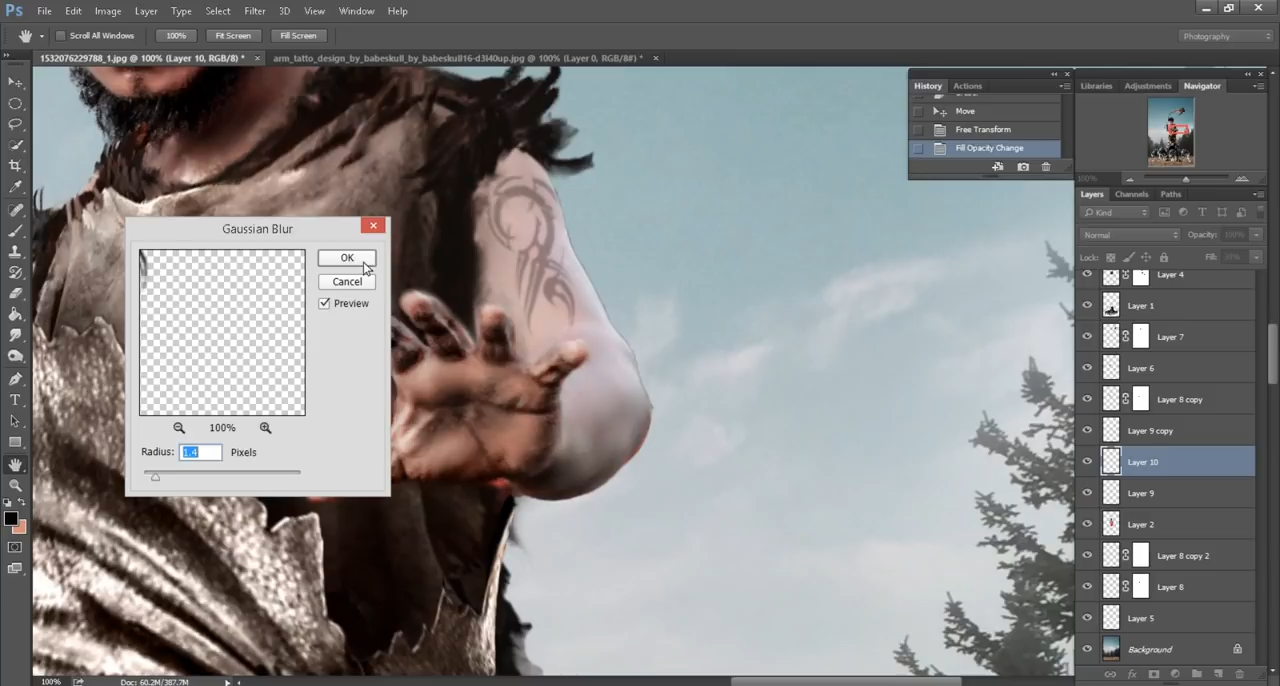 Ps File Edit Image Layer Type Select Filter 3D View Window Help
Scroll All Windows 100% Fit Screen Fill Screen Photography
1532076229788_1.jpg @ 100% (Layer 10, RGB/8) * × arm_tatto_design_by_babeskull_by_babeskull16-d3l40up.jpg @ 100% (Layer 0, RGB/8#) * ×
History Actions
Move
Free Transform
Fill Opacity Change
Libraries Adjustments Navigator
100%
Layers Channels Paths
Kind
Normal Opacity: 100%
Lock: Fill:
Layer 4
Layer 1
Layer 7
Layer 6
Layer 8 copy
Layer 9 copy
Layer 10
Layer 9
Layer 2
Layer 8 copy 2
Layer 8
Layer 5
Background
Gaussian Blur
OK
Cancel
Preview
100%
Radius: 1.4 Pixels
100% Doc: 60.2M/387.7M